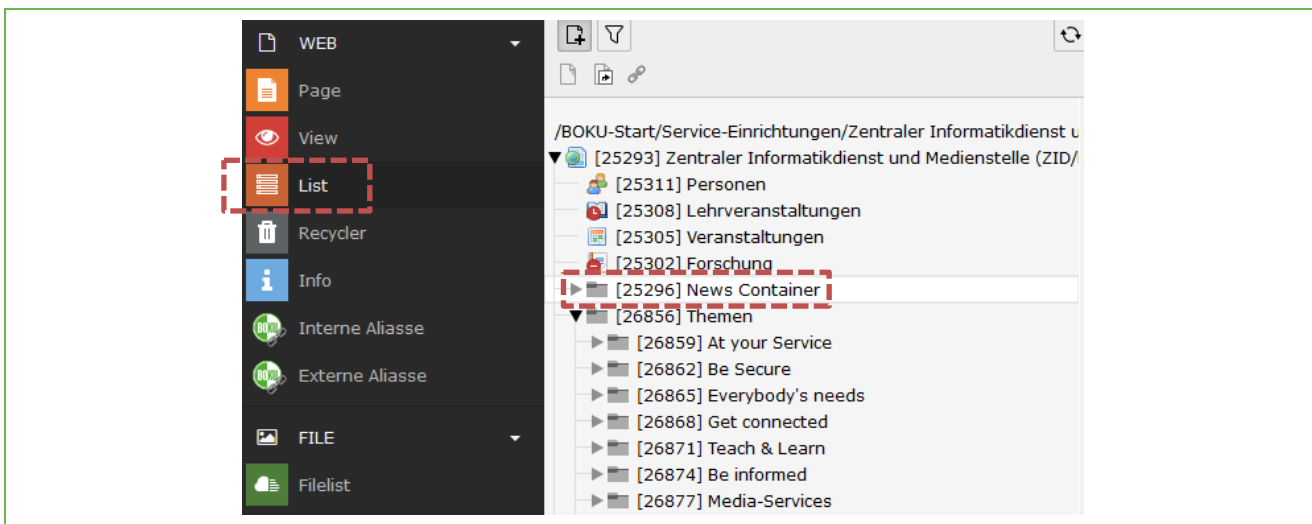 WEB
Page
View
List
Recycler
Info
BOKU Interne Aliasse
BOKU Externe Aliasse
FILE
Filelist
/BOKU-Start/Service-Einrichtungen/Zentraler Informatikdienst u
[25293] Zentraler Informatikdienst und Medienstelle (ZID/
[25311] Personen
[25308] Lehrveranstaltungen
[25305] Veranstaltungen
[25302] Forschung
[25296] News Container
[26856] Themen
[26859] At your Service
[26862] Be Secure
[26865] Everybody's needs
[26868] Get connected
[26871] Teach & Learn
[26874] Be informed
[26877] Media-Services